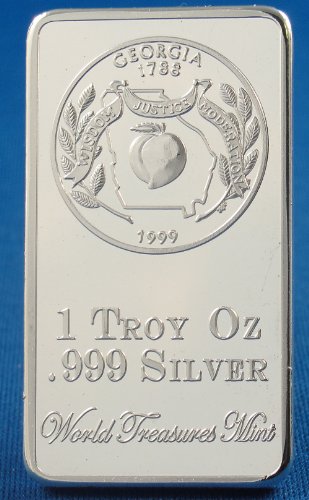 GEORGIA
1788
WISDOM JUSTICE MODERATION
1999
1 TROY OZ
.999 SILVER
World Treasures Mint